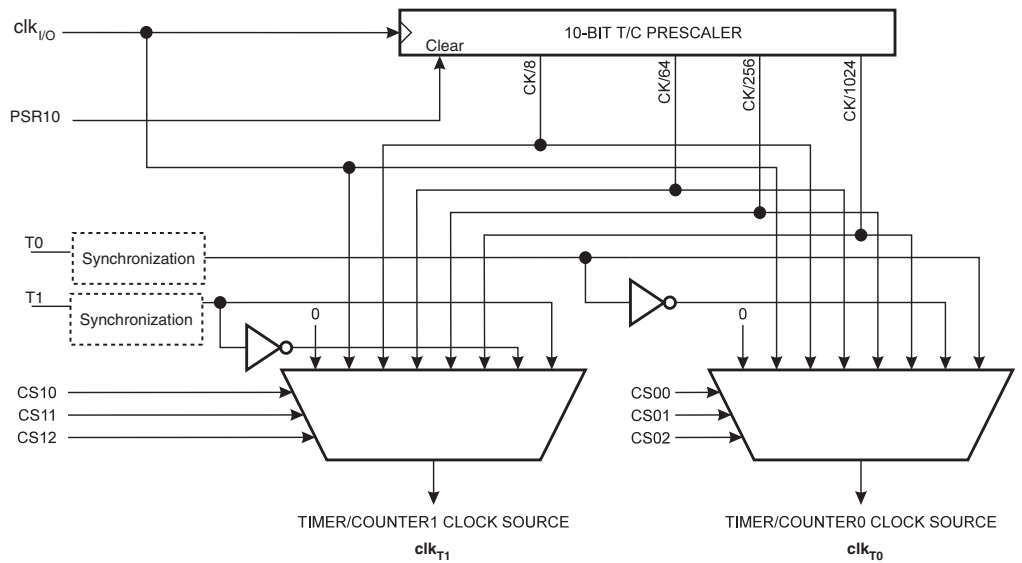 clkI/O
10-BIT T/C PRESCALER
Clear
CK/8
CK/64
CK/256
CK/1024
PSR10
T0
Synchronization
T1
Synchronization
0
0
CS10
CS11
CS12
CS00
CS01
CS02
TIMER/COUNTER1 CLOCK SOURCE
clkT1
TIMER/COUNTER0 CLOCK SOURCE
clkT0